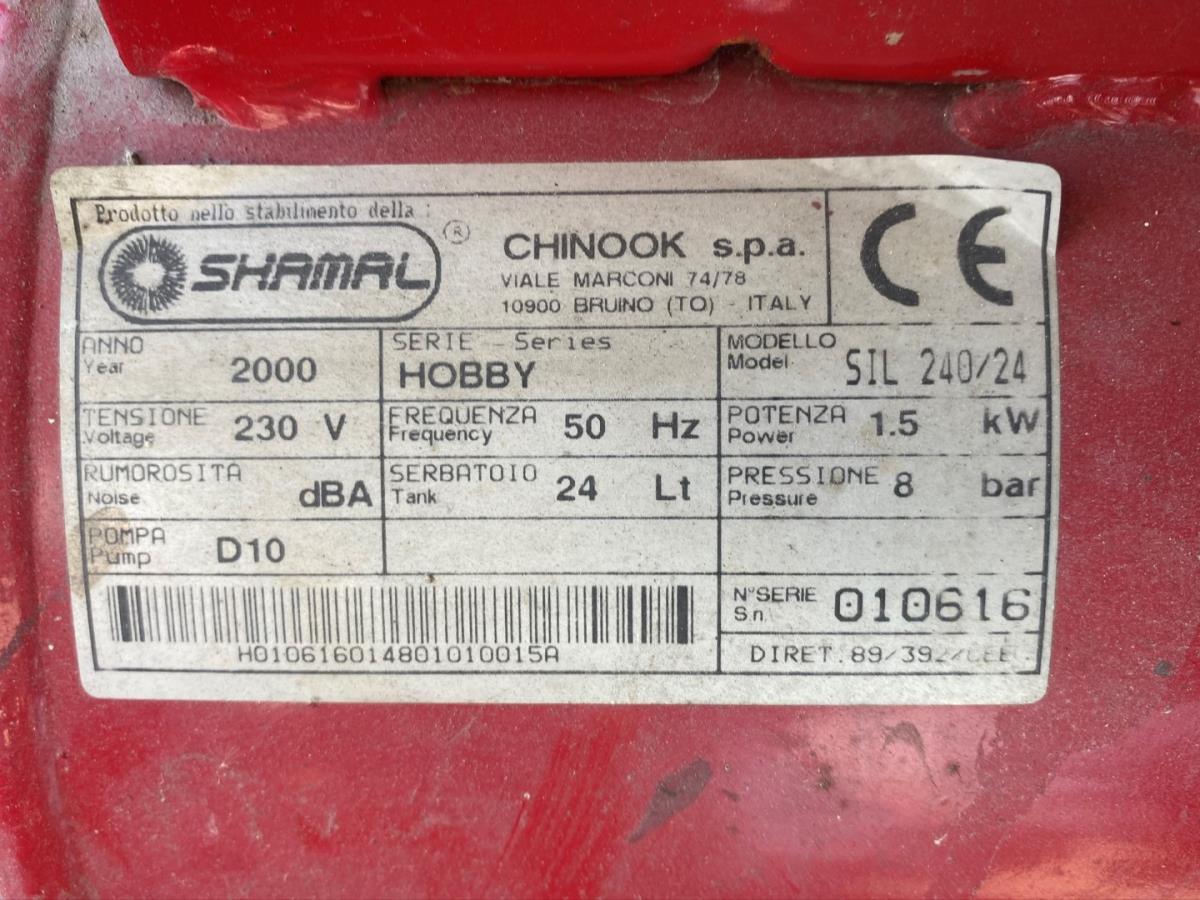 Prodotto nello stabilimento della :
SHAMAL ®
CHINOOK s.p.a.
VIALE MARCONI 74/78
10900 BRUINO (TO) - ITALY
CE
ANNO
Year
2000
SERIE - Series
HOBBY
MODELLO
Model
SIL 240/24
TENSIONE
Voltage
230 V
FREQUENZA
Frequency
50 Hz
POTENZA
Power
1.5 kW
RUMOROSITA
Noise
dBA
SERBATOIO
Tank
24 Lt
PRESSIONE
Pressure
8 bar
POMPA
Pump
D10
N°SERIE
S.n.
010616
H010616014801010015A
DIRET. 89/392/CEE